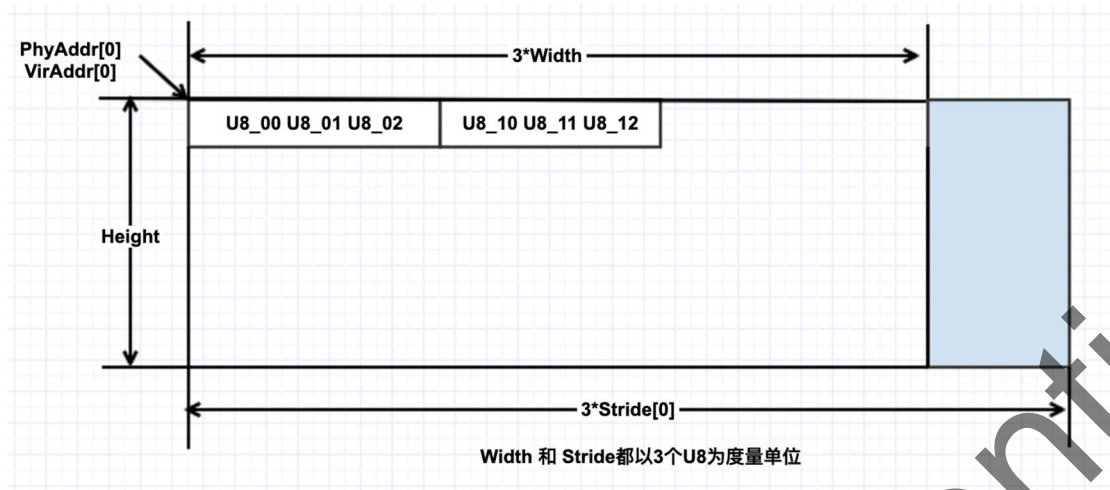 PhyAddr[0]
VirAddr[0]
3*Width
U8_00 U8_01 U8_02
U8_10 U8_11 U8_12
Height
3*Stride[0]
Width 和 Stride都以3个U8为度量单位